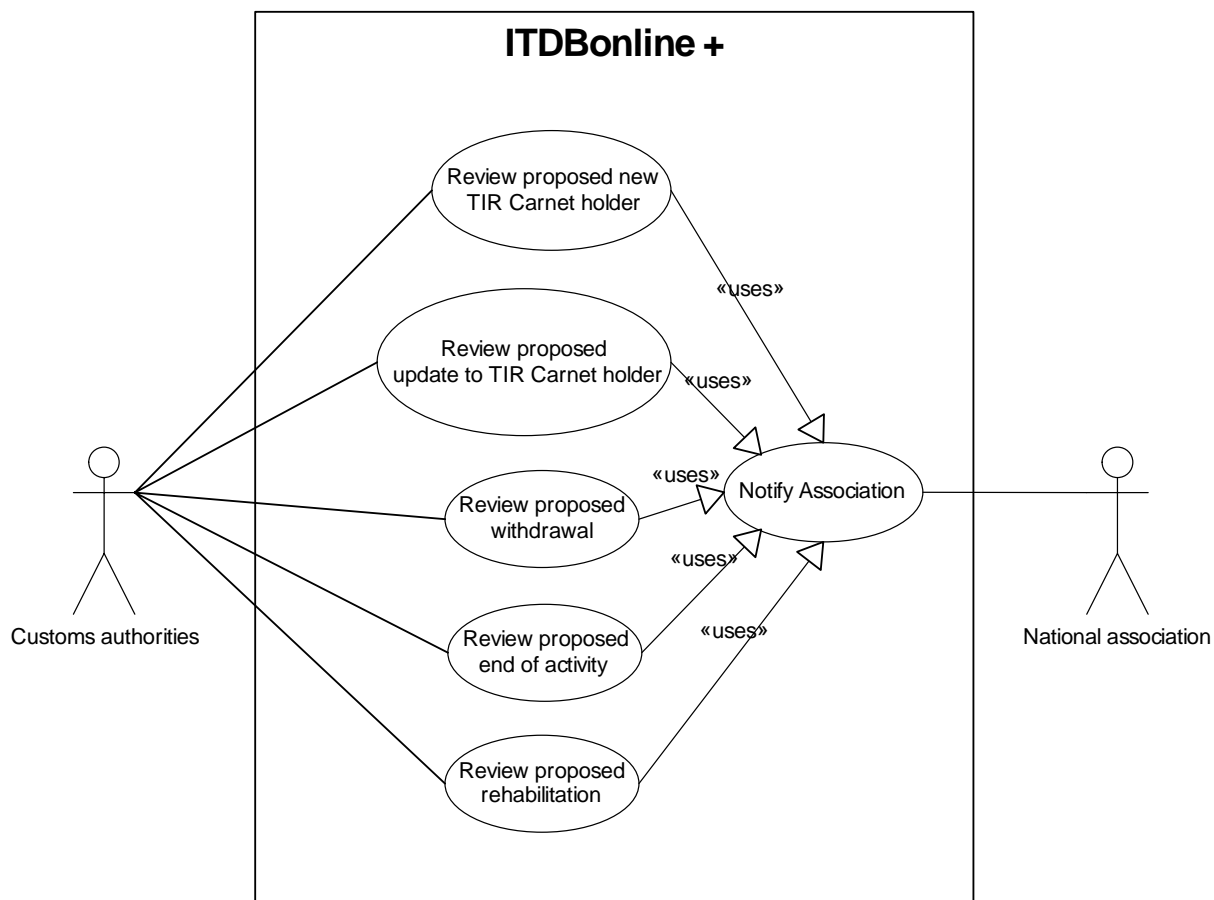 ITDBonline +
Review proposed new
TIR Carnet holder
«uses»
Review proposed
update to TIR Carnet holder
«uses»
«uses»
Notify Association
Review proposed
withdrawal
«uses»
Customs authorities
Review proposed
end of activity
«uses»
National association
Review proposed
rehabilitation